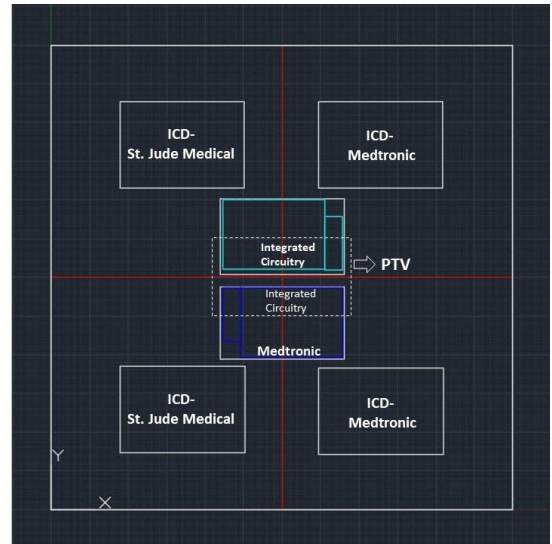 ICD-
St. Jude Medical
ICD-
Medtronic
Integrated
Circuitry
PTV
Integrated
Circuitry
Medtronic
ICD-
St. Jude Medical
ICD-
Medtronic
Y
X